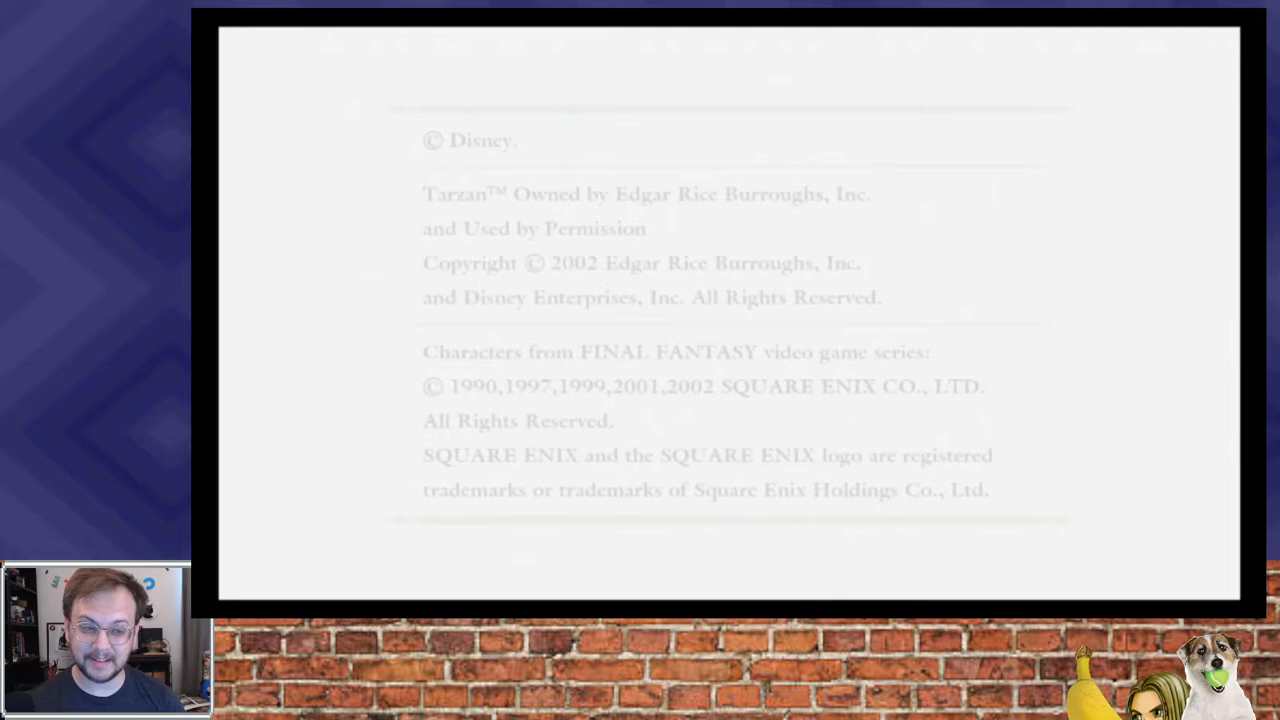 © Disney.
Tarzan™ Owned by Edgar Rice Burroughs, Inc.
and Used by Permission
Copyright © 2002 Edgar Rice Burroughs, Inc.
and Disney Enterprises, Inc. All Rights Reserved.
Characters from FINAL FANTASY video game series:
© 1990,1997,1999,2001,2002 SQUARE ENIX CO., LTD.
All Rights Reserved.
SQUARE ENIX and the SQUARE ENIX logo are registered
trademarks or trademarks of Square Enix Holdings Co., Ltd.